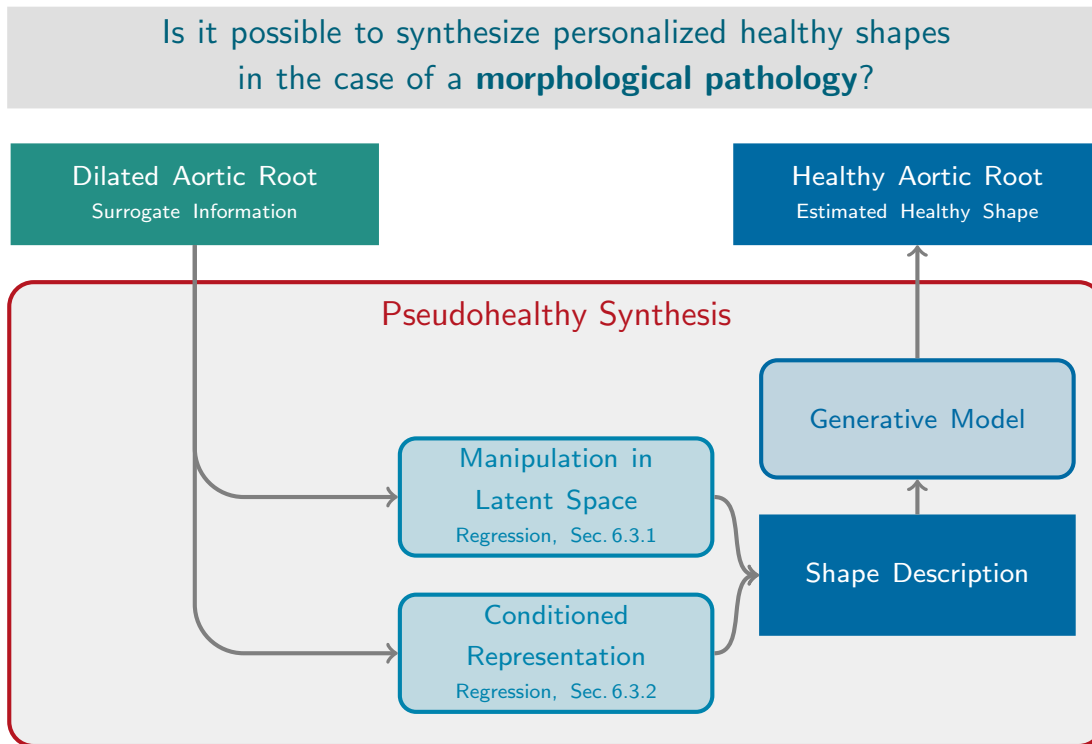 Is it possible to synthesize personalized healthy shapes
in the case of a morphological pathology?
Dilated Aortic Root
Surrogate Information
Healthy Aortic Root
Estimated Healthy Shape
Pseudohealthy Synthesis
Generative Model
Manipulation in
Latent Space
Regression, Sec. 6.3.1
Shape Description
Conditioned
Representation
Regression, Sec. 6.3.2